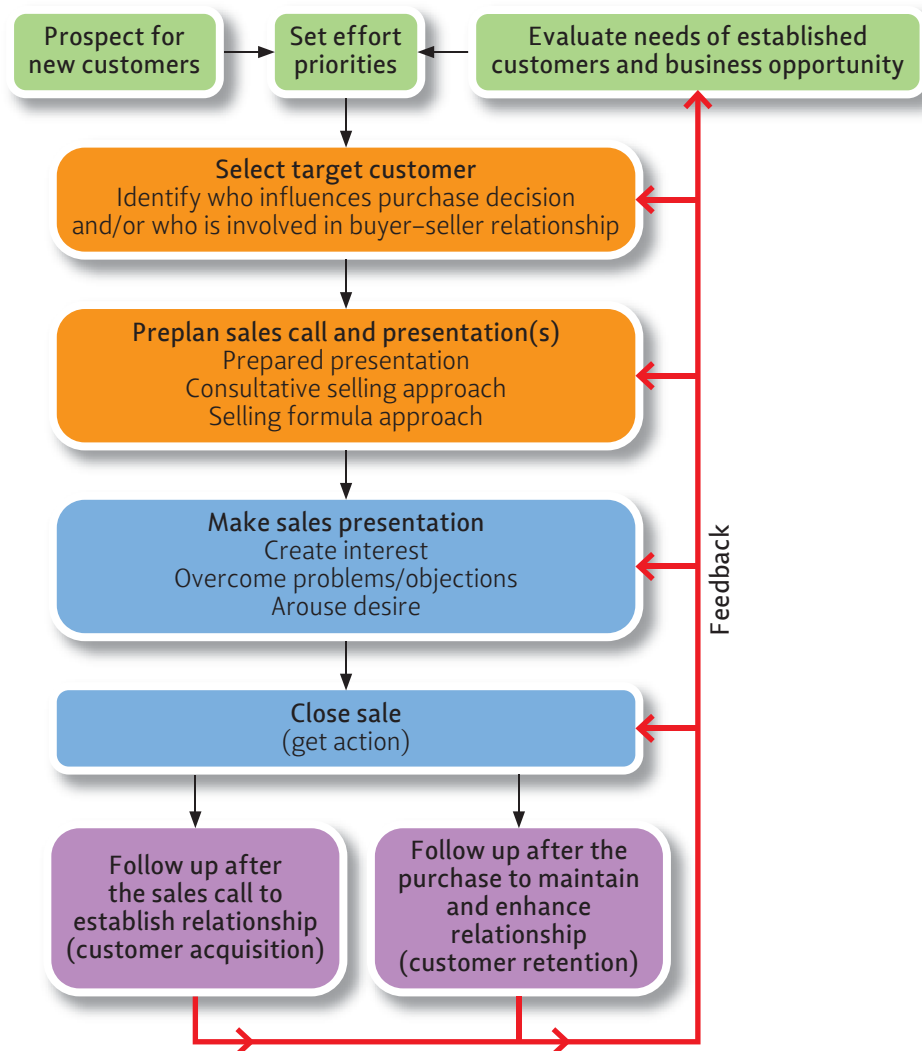 Prospect for
new customers
Set effort
priorities
Evaluate needs of established
customers and business opportunity
Select target customer
Identify who influences purchase decision
and/or who is involved in buyer–seller relationship
Preplan sales call and presentation(s)
Prepared presentation
Consultative selling approach
Selling formula approach
Make sales presentation
Create interest
Overcome problems/objections
Arouse desire
Feedback
Close sale
(get action)
Follow up after
the sales call to
establish relationship
(customer acquisition)
Follow up after the
purchase to maintain
and enhance
relationship
(customer retention)